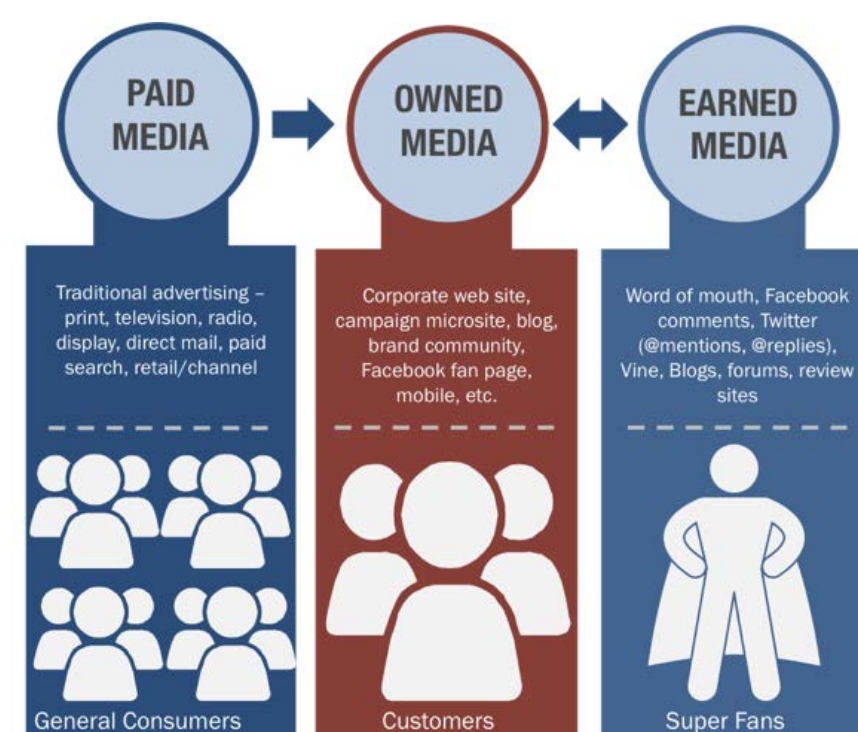 PAID
MEDIA
OWNED
MEDIA
EARNED
MEDIA
Traditional advertising –
print, television, radio,
display, direct mail, paid
search, retail/channel
Corporate web site,
campaign microsite, blog,
brand community,
Facebook fan page,
mobile, etc.
Word of mouth, Facebook
comments, Twitter
(@mentions, @replies),
Vine, Blogs, forums, review
sites
General Consumers
Customers
Super Fans